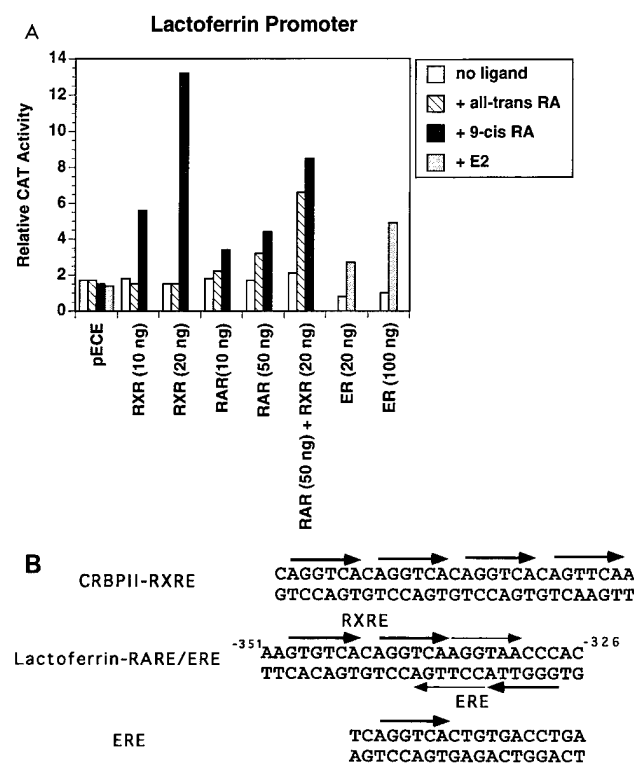 A
Lactoferrin Promoter
14
12
10
8
6
4
2
0
Relative CAT Activity
no ligand
+ all-trans RA
+ 9-cis RA
+ E2
pECE
RXR (10 ng)
RXR (20 ng)
RAR(10 ng)
RAR (50 ng)
RAR (50 ng) + RXR (20 ng)
ER (20 ng)
ER (100 ng)
B
CRBPII-RXRE
CAGGTCACAGGTCACAGGTCACAGTTCAA
GTCCAGTGTCCAGTGTCCAGTGTCAAGTT
RXRE
Lactoferrin-RARE/ERE
-351 AAGTGTCACAGGTCAAGGTAACCCAC -326
TTCACAGTGTCCAGTTCCATTGGGTG
ERE
ERE
TCAGGTCACTGTGACCTGA
AGTCCAGTGAGACTGGACT